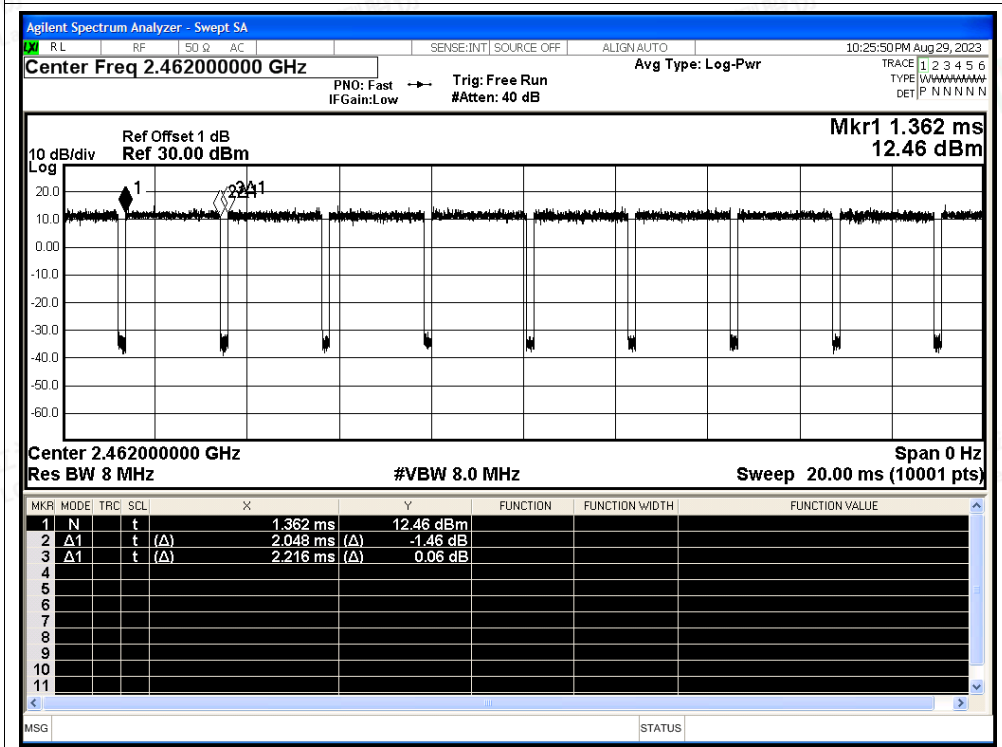 Agilent Spectrum Analyzer - Swept SA
LXI RL RF 50 Ω AC SENSE:INT SOURCE OFF ALIGN AUTO 10:25:50 PM Aug 29, 2023
Center Freq 2.462000000 GHz Avg Type: Log-Pwr TRACE 1 2 3 4 5 6
PNO: Fast Trig: Free Run TYPE WWWWWW
IFGain:Low #Atten: 40 dB DET P N N N N N
Mkr1 1.362 ms
12.46 dBm
Ref Offset 1 dB
10 dB/div Ref 30.00 dBm
Log
20.0
10.0
0.00
-10.0
-20.0
-30.0
-40.0
-50.0
-60.0
1
2Δ1
3Δ1
Center 2.462000000 GHz Span 0 Hz
Res BW 8 MHz #VBW 8.0 MHz Sweep 20.00 ms (10001 pts)
MKR MODE TRC SCL X Y FUNCTION FUNCTION WIDTH FUNCTION VALUE
1 N t 1.362 ms 12.46 dBm
2 Δ1 t (Δ) 2.048 ms (Δ) -1.46 dB
3 Δ1 t (Δ) 2.216 ms (Δ) 0.06 dB
4
5
6
7
8
9
10
11
MSG STATUS